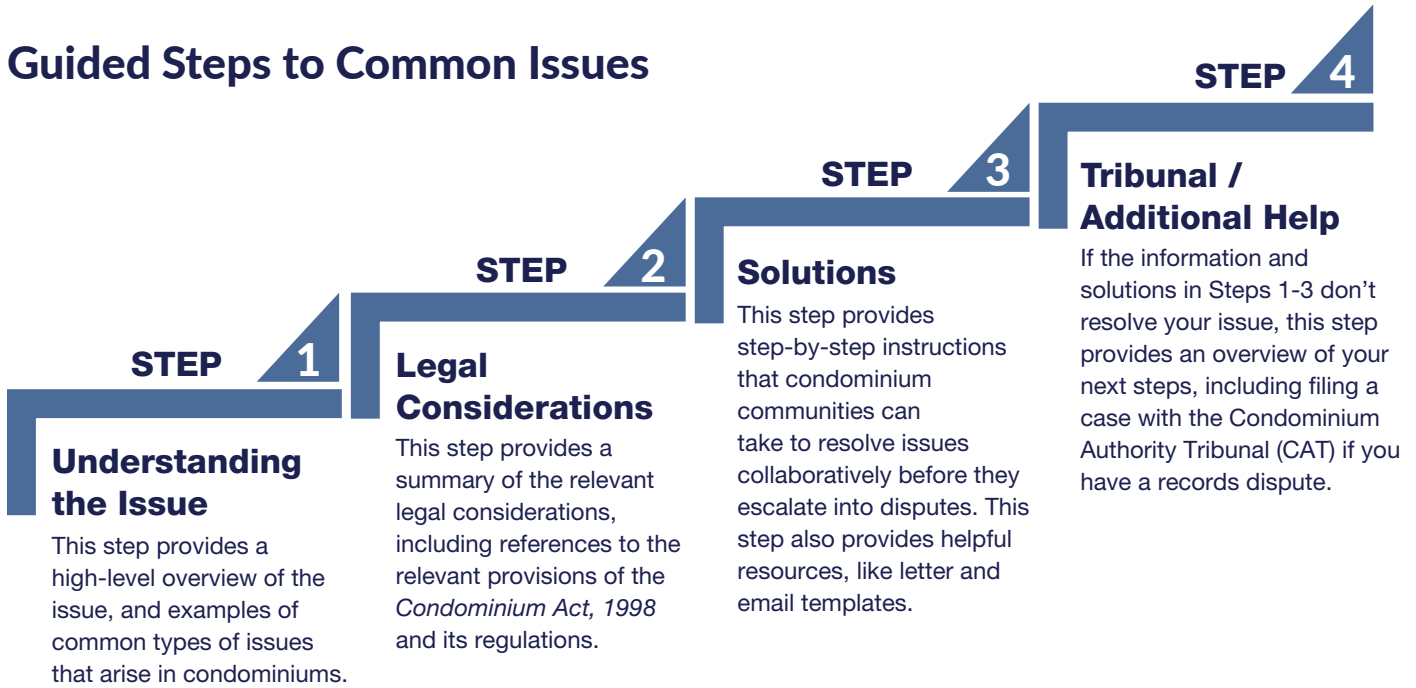 Guided Steps to Common Issues
STEP 1
Understanding
the Issue
This step provides a
high-level overview of the
issue, and examples of
common types of issues
that arise in condominiums.
STEP 2
Legal
Considerations
This step provides a
summary of the relevant
legal considerations,
including references to the
relevant provisions of the
Condominium Act, 1998
and its regulations.
STEP 3
Solutions
This step provides
step-by-step instructions
that condominium
communities can
take to resolve issues
collaboratively before they
escalate into disputes. This
step also provides helpful
resources, like letter and
email templates.
STEP 4
Tribunal /
Additional Help
If the information and
solutions in Steps 1-3 don’t
resolve your issue, this step
provides an overview of your
next steps, including filing a
case with the Condominium
Authority Tribunal (CAT) if you
have a records dispute.